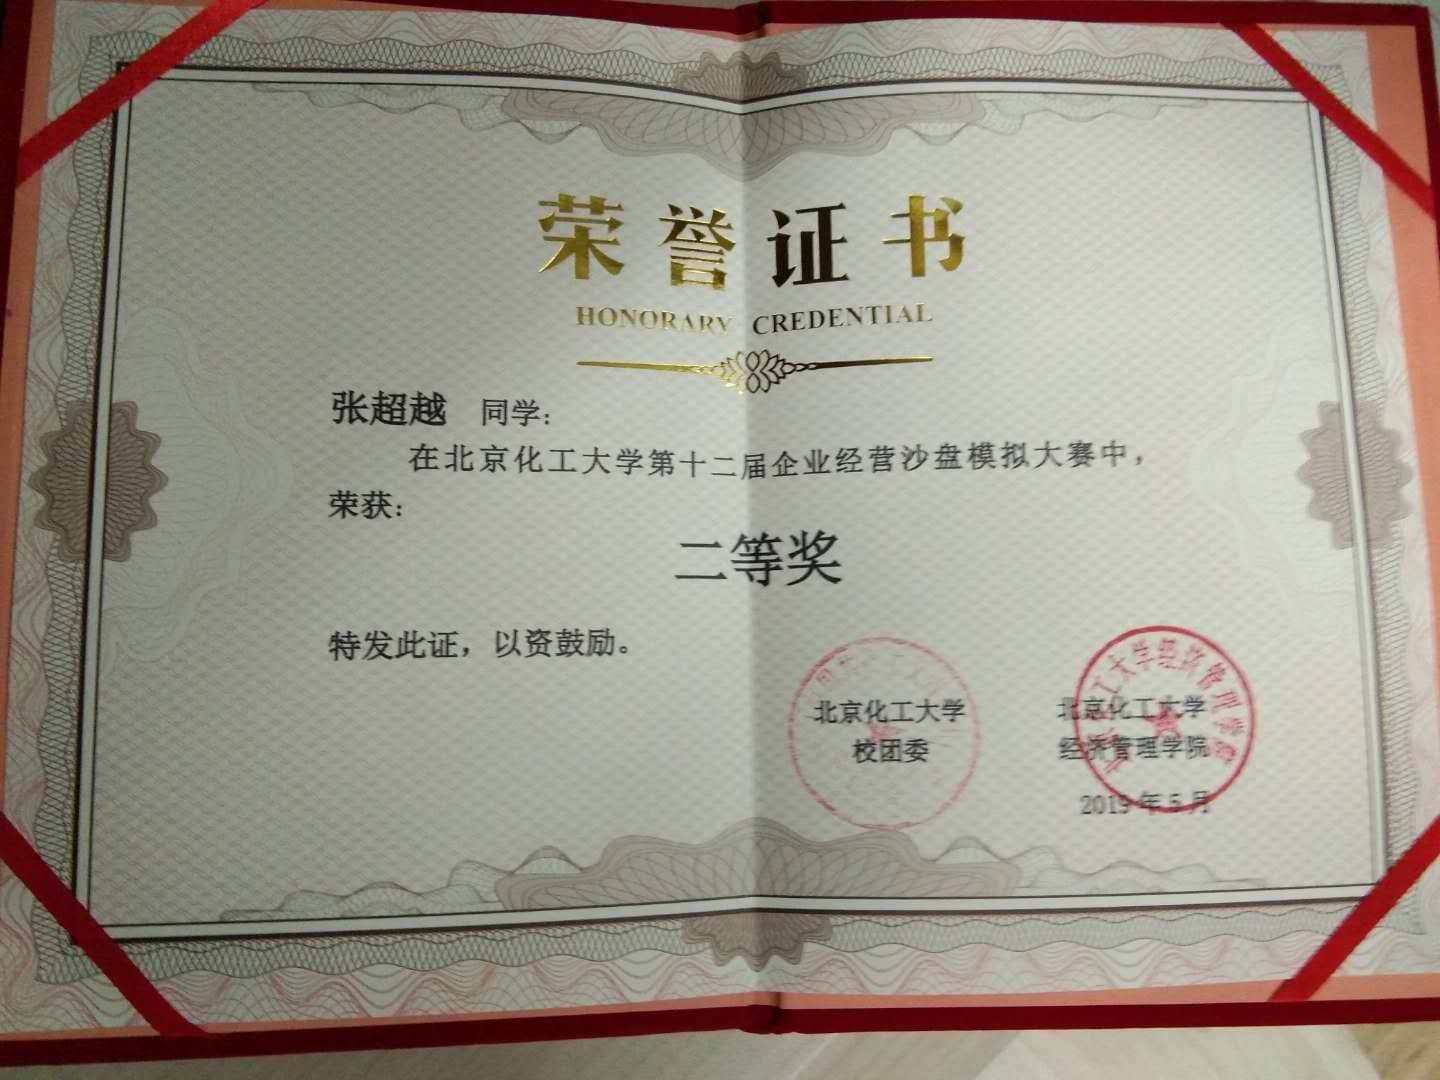 荣誉证书
HONORARY CREDENTIAL
张超越 同学：
在北京化工大学第十二届企业经营沙盘模拟大赛中，
荣获：
二等奖
特发此证，以资鼓励。
北京化工大学
校团委
北京化工大学
经济管理学院
2019年5月
工大学经济管理学院